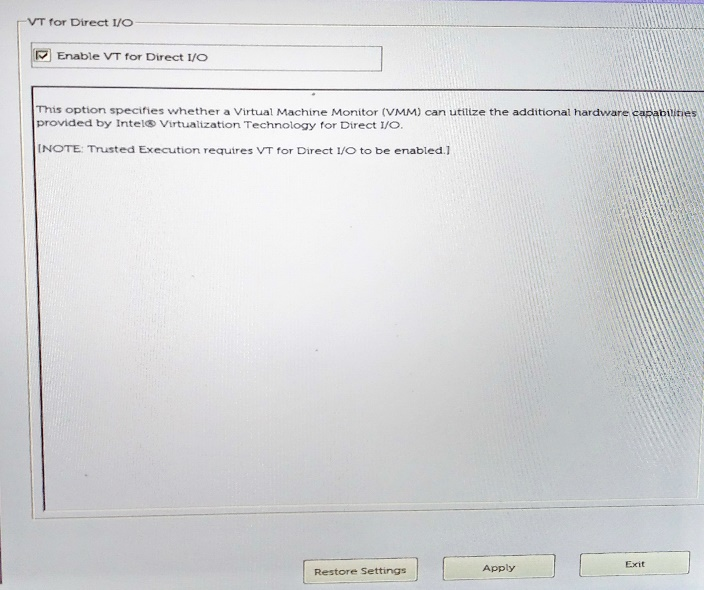 VT for Direct I/O
Enable VT for Direct I/O
This option specifies whether a Virtual Machine Monitor (VMM) can utilize the additional hardware capabilities
provided by Intel® Virtualization Technology for Direct I/O.
[NOTE: Trusted Execution requires VT for Direct I/O to be enabled.]
Restore Settings
Apply
Exit